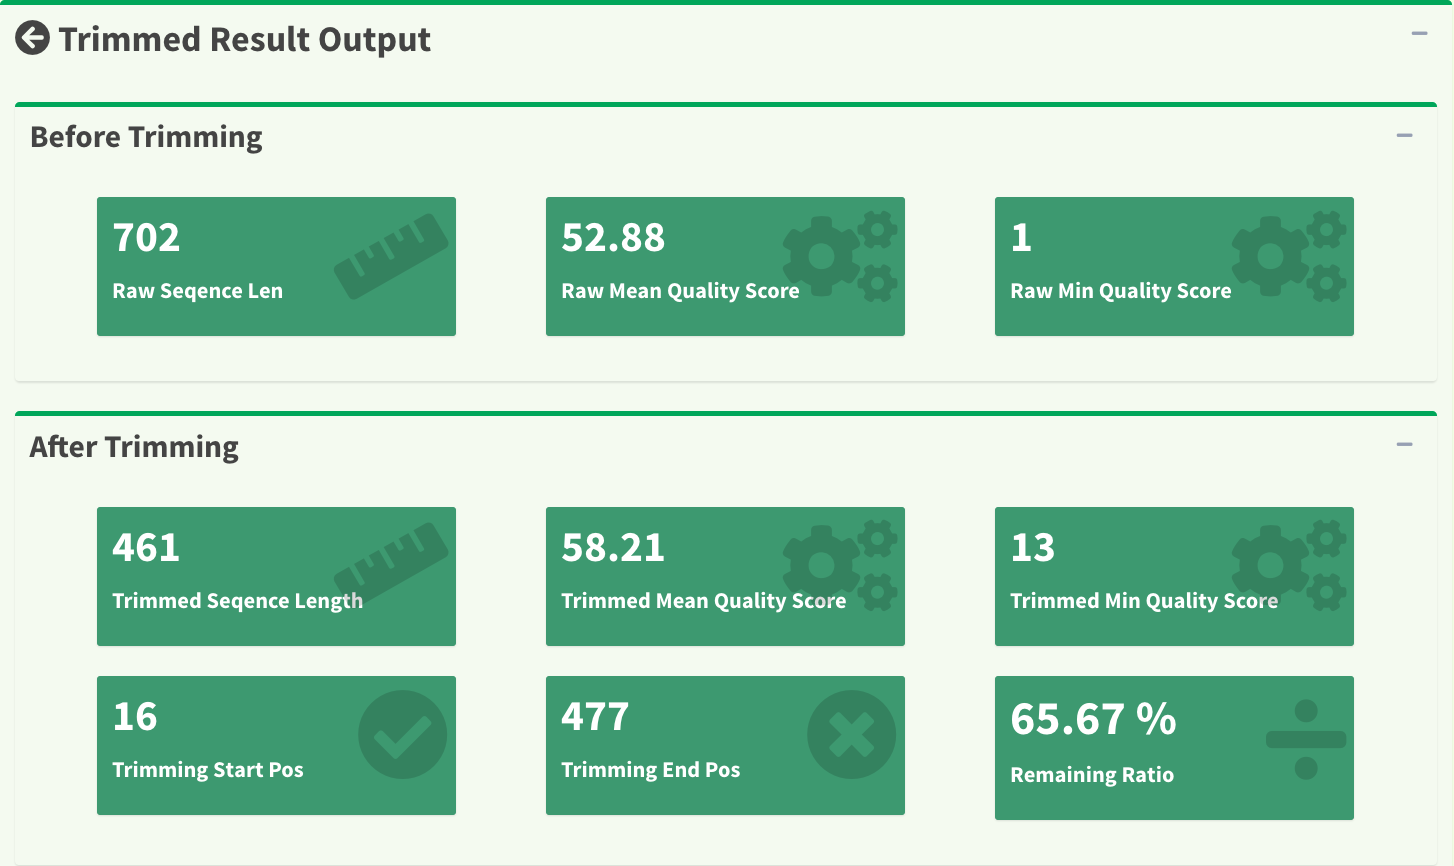 Trimmed Result Output
Before Trimming
702
Raw Seqence Len
52.88
Raw Mean Quality Score
1
Raw Min Quality Score
After Trimming
461
Trimmed Seqence Length
58.21
Trimmed Mean Quality Score
13
Trimmed Min Quality Score
16
Trimming Start Pos
477
Trimming End Pos
65.67 %
Remaining Ratio